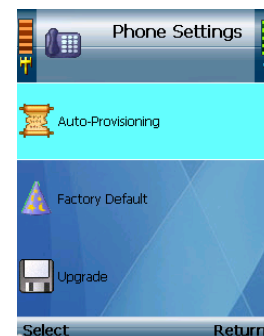 Phone Settings
Auto-Provisioning
Factory Default
Upgrade
Select Return